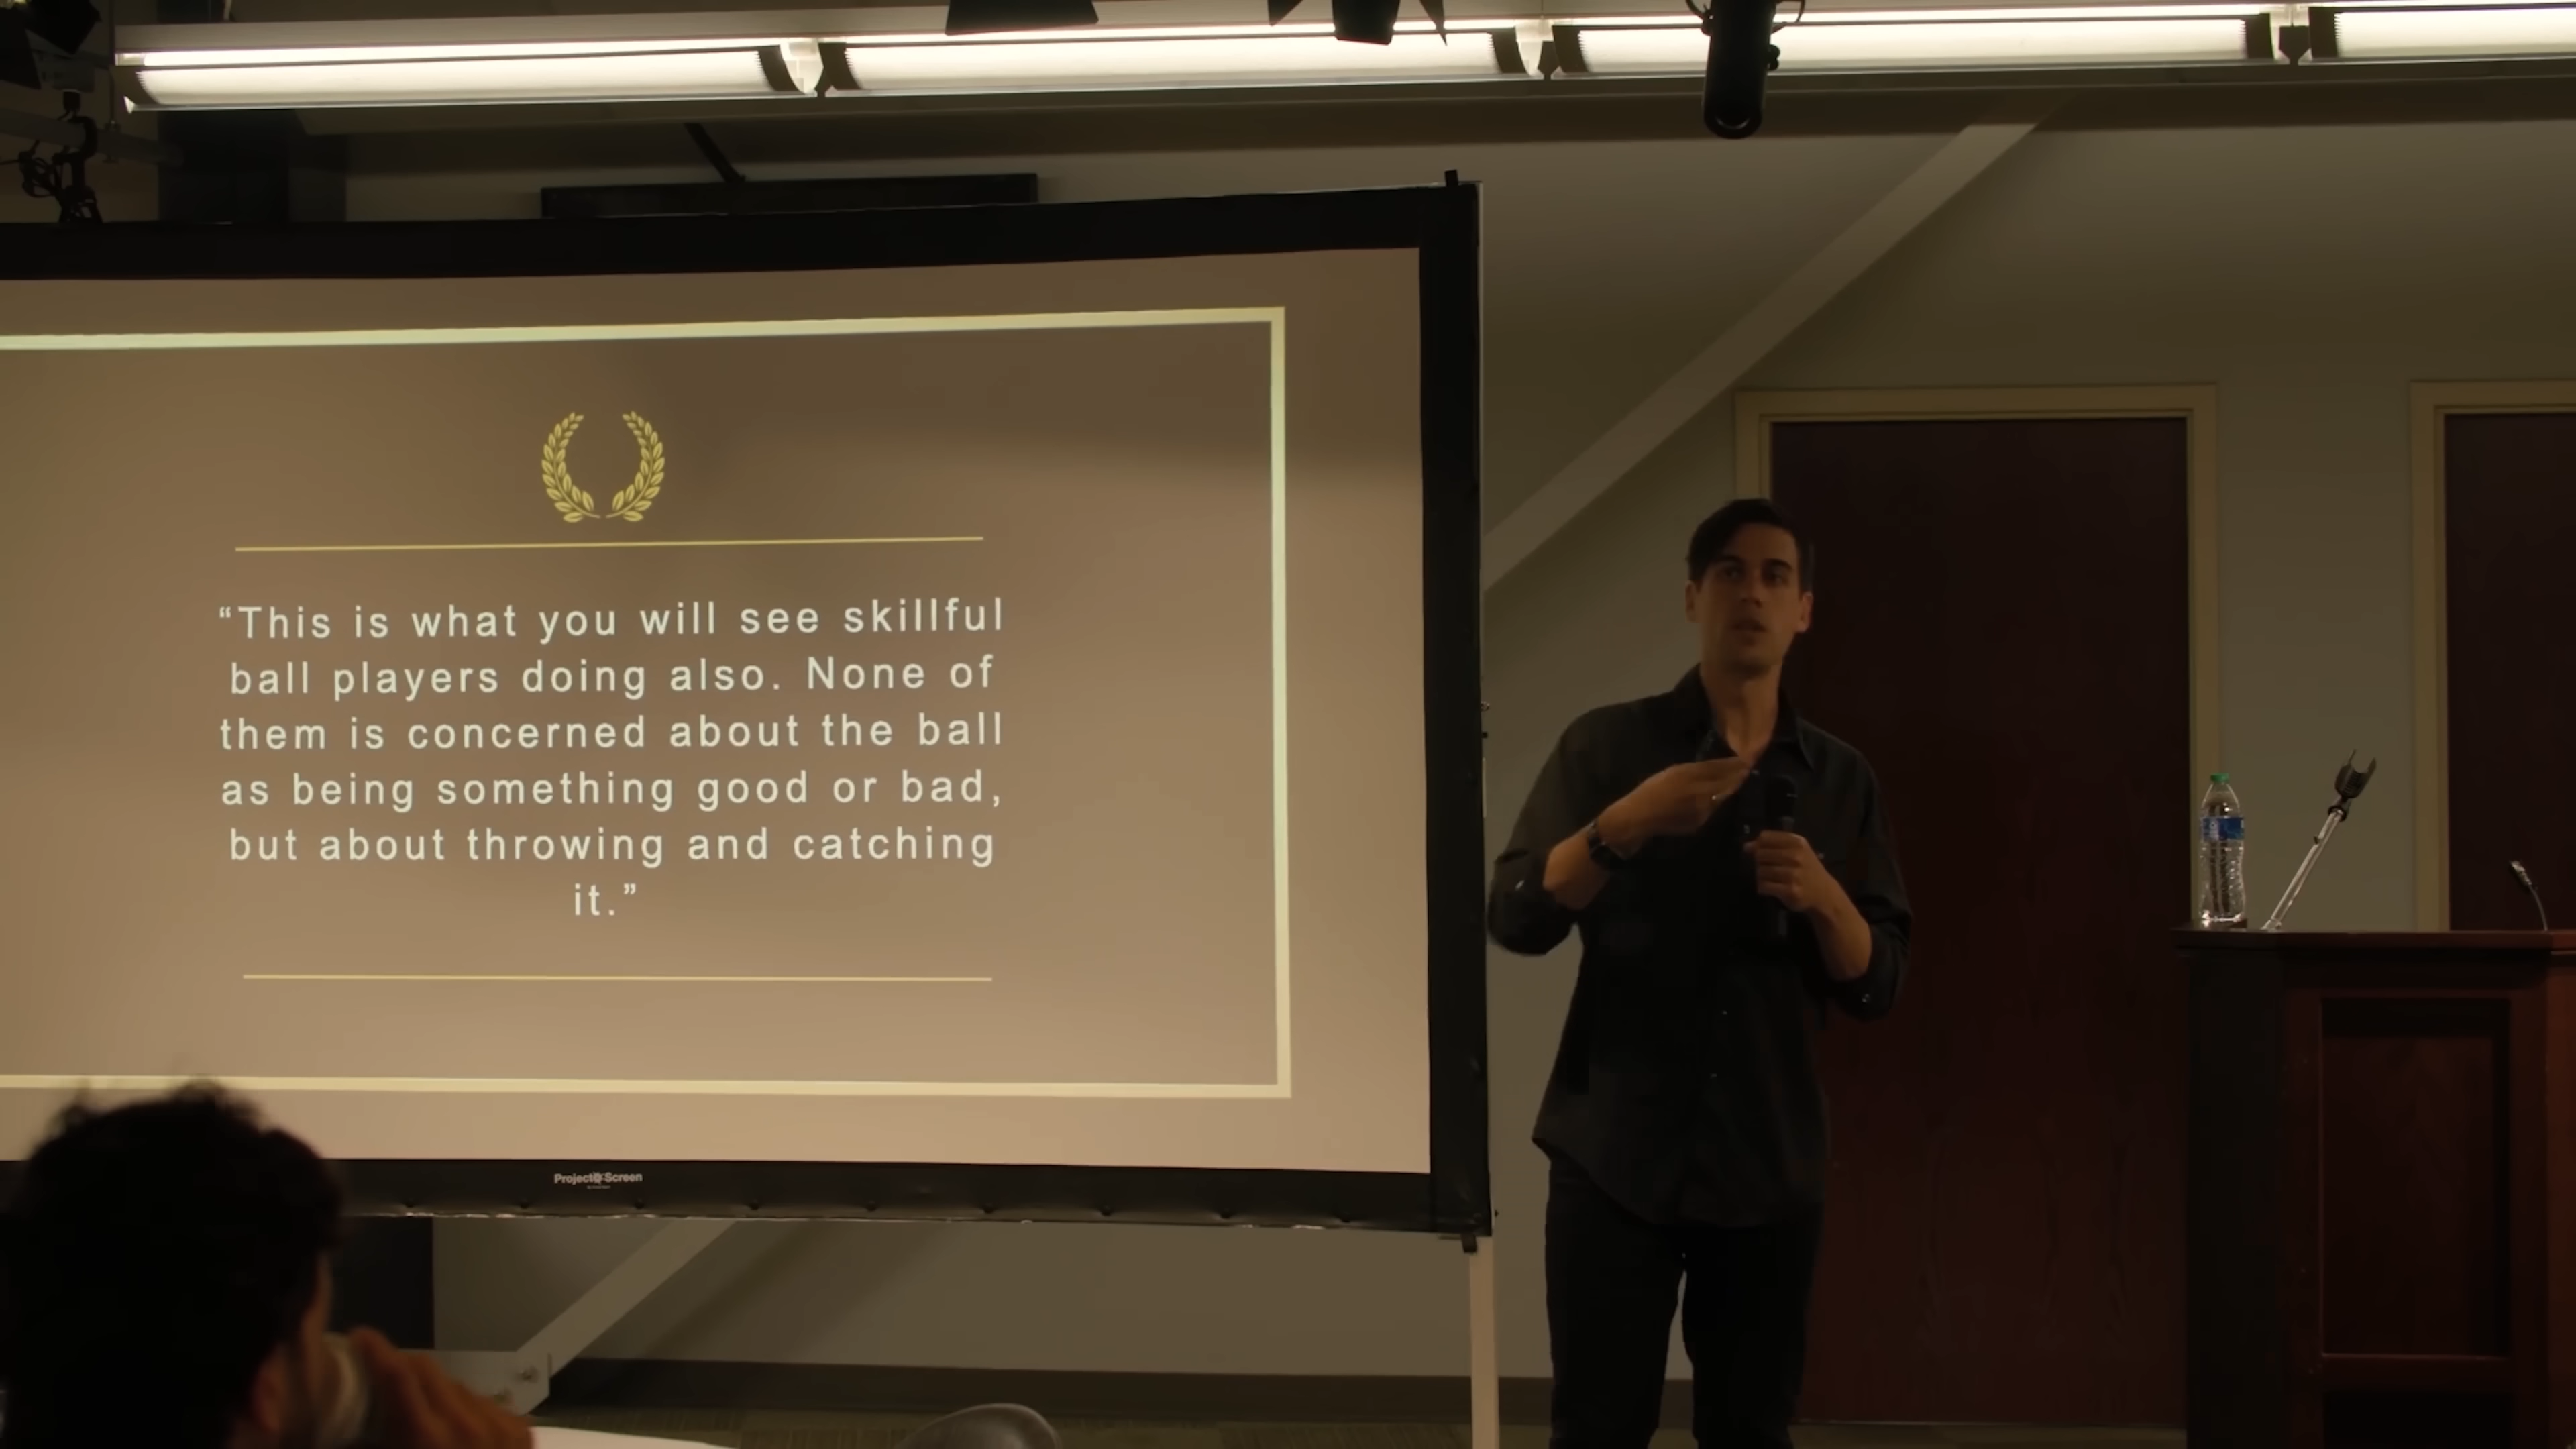 “This is what you will see skillful
ball players doing also. None of
them is concerned about the ball
as being something good or bad,
but about throwing and catching
it.”
Project Screen